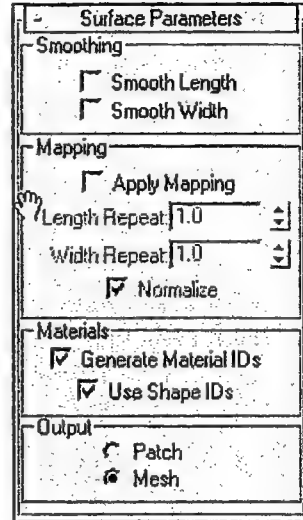 Surface Parameters
Smoothing
Smooth Length
Smooth Width
Mapping
Apply Mapping
Length Repeat: 1.0
Width Repeat: 1.0
Normalize
Materials
Generate Material IDs
Use Shape IDs
Output
Patch
Mesh